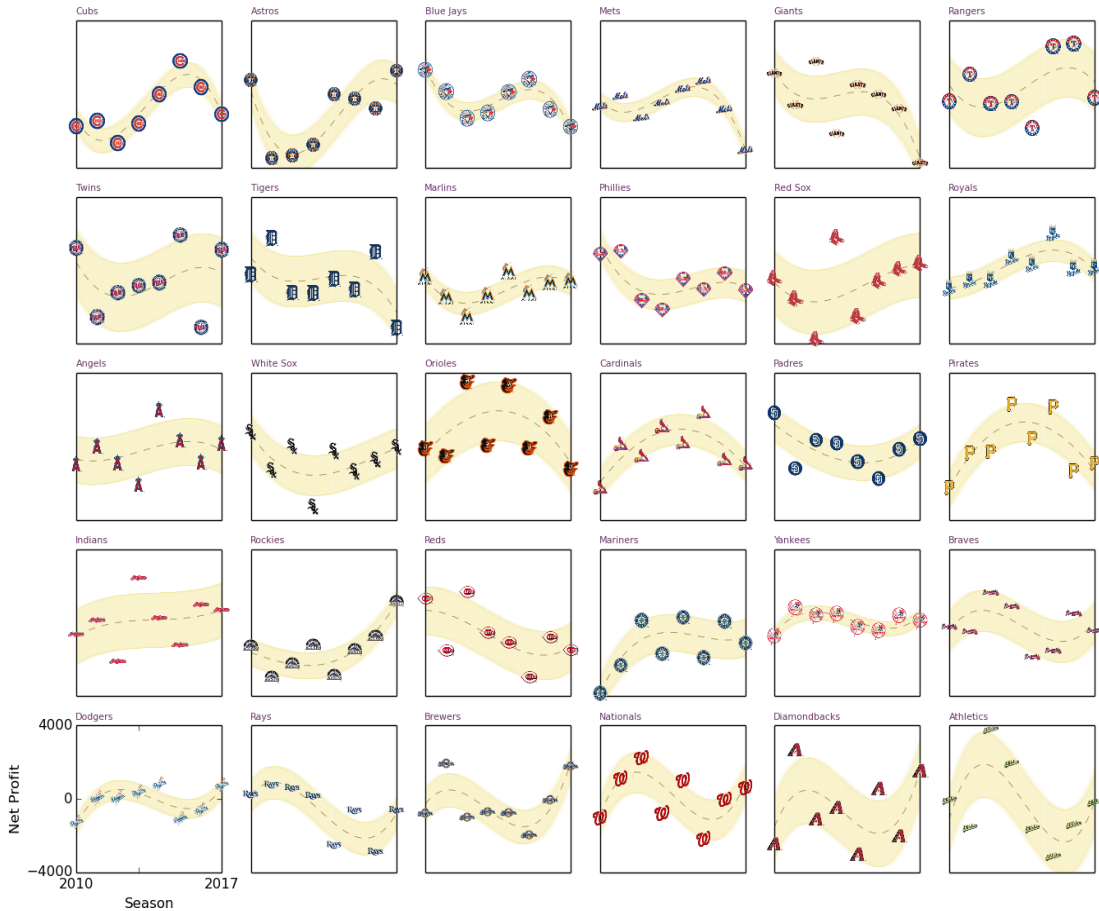 Cubs
Astros
Blue Jays
Mets
Giants
Rangers
Twins
Tigers
Marlins
Phillies
Red Sox
Royals
Angels
White Sox
Orioles
Cardinals
Padres
Pirates
Indians
Rockies
Reds
Mariners
Yankees
Braves
Dodgers
Rays
Brewers
Nationals
Diamondbacks
Athletics
4000
0
−4000
Net Profit
2010
2017
Season